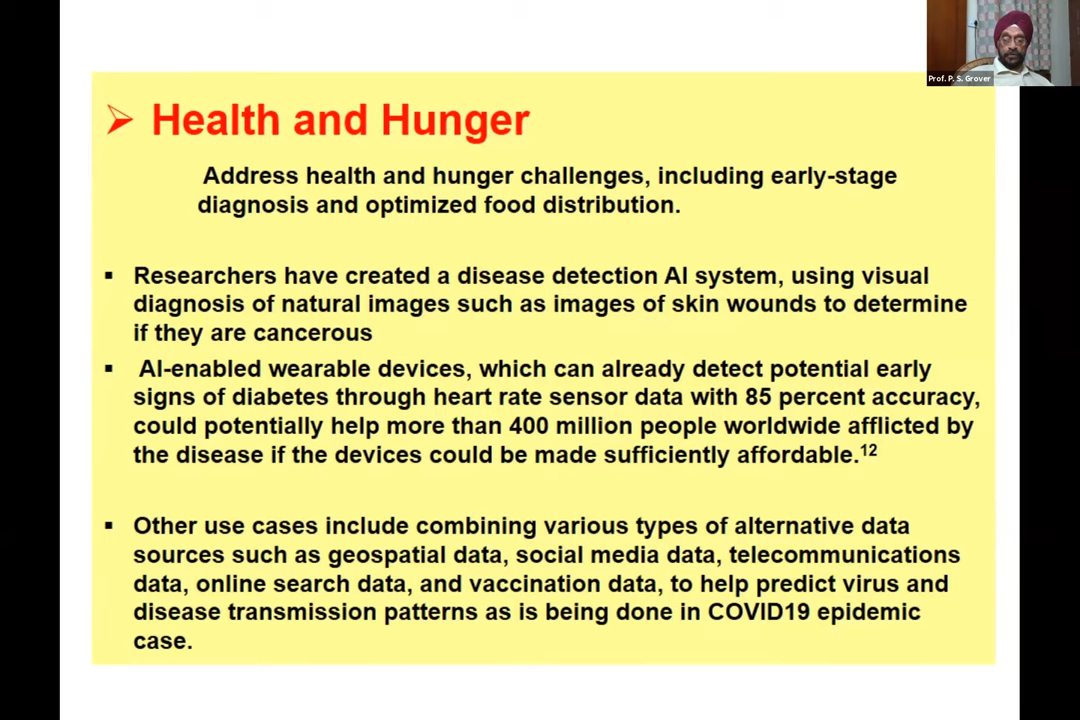 Prof. P. S. Grover
➢ Health and Hunger
Address health and hunger challenges, including early-stage
diagnosis and optimized food distribution.
▪ Researchers have created a disease detection AI system, using visual
diagnosis of natural images such as images of skin wounds to determine
if they are cancerous
▪ AI-enabled wearable devices, which can already detect potential early
signs of diabetes through heart rate sensor data with 85 percent accuracy,
could potentially help more than 400 million people worldwide afflicted by
the disease if the devices could be made sufficiently affordable.¹²
▪ Other use cases include combining various types of alternative data
sources such as geospatial data, social media data, telecommunications
data, online search data, and vaccination data, to help predict virus and
disease transmission patterns as is being done in COVID19 epidemic
case.